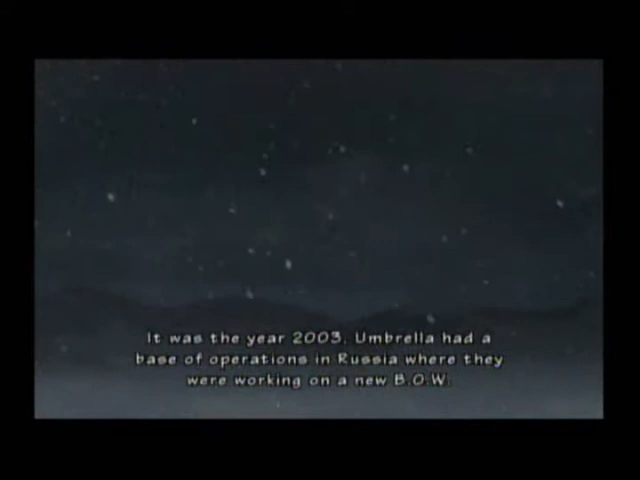 It was the year 2003. Umbrella had a
base of operations in Russia where they
were working on a new B.O.W.